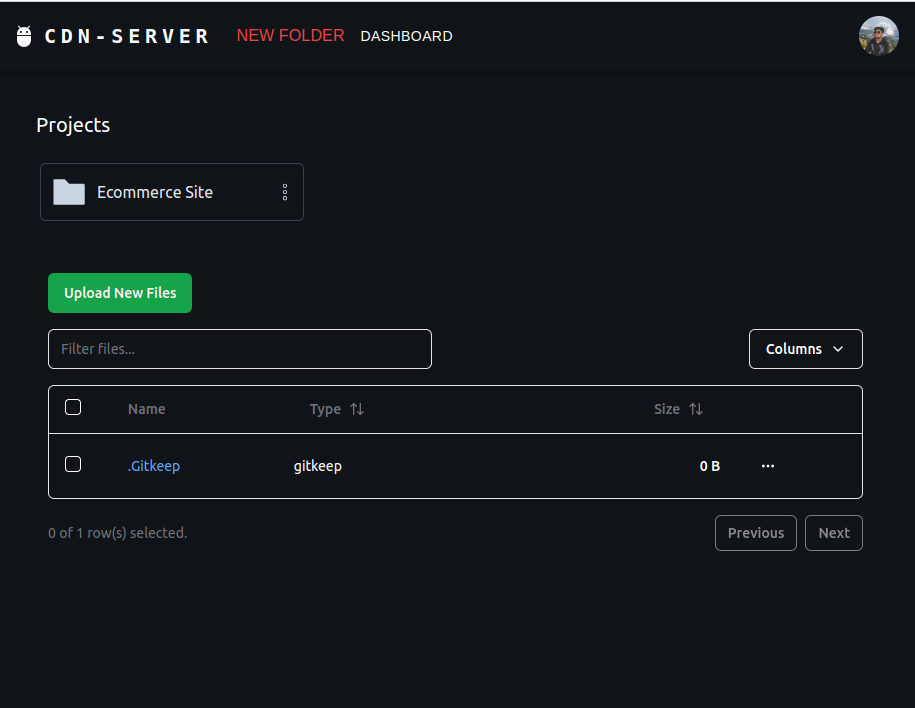 CDN-SERVER NEW FOLDER DASHBOARD
Projects
Ecommerce Site
Upload New Files
Filter files... Columns
Name Type Size
.Gitkeep gitkeep 0 B ...
0 of 1 row(s) selected. Previous Next